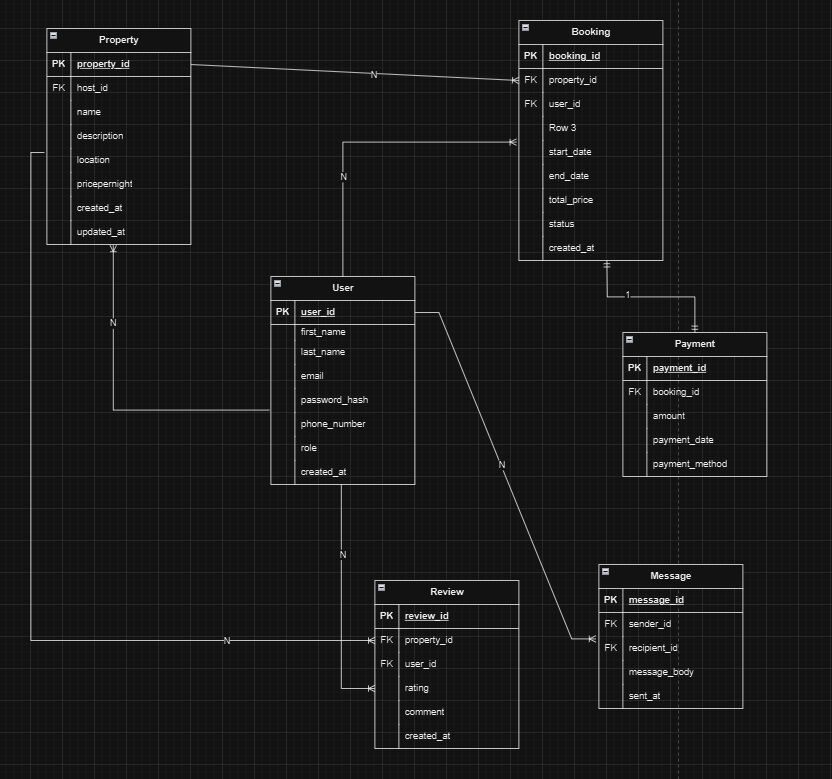 Property
PK property_id
FK host_id
name
description
location
pricepernight
created_at
updated_at
Booking
PK booking_id
FK property_id
FK user_id
Row 3
start_date
end_date
total_price
status
created_at
N
N
N
1
User
PK user_id
first_name
last_name
email
password_hash
phone_number
role
created_at
Payment
PK payment_id
FK booking_id
amount
payment_date
payment_method
N
N
N
Review
PK review_id
FK property_id
FK user_id
rating
comment
created_at
Message
PK message_id
FK sender_id
FK recipient_id
message_body
sent_at